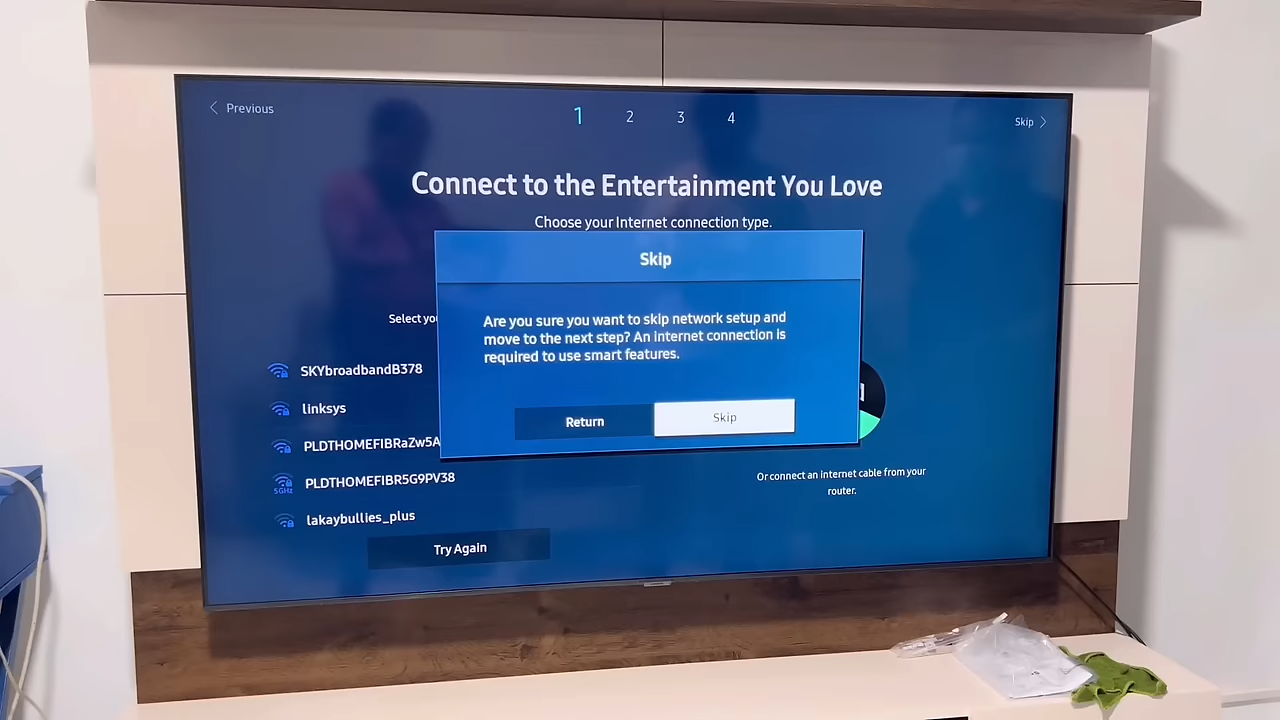 Previous
1 2 3 4
Skip
Connect to the Entertainment You Love
Choose your Internet connection type.
Skip
Select
Are you sure you want to skip network setup and
move to the next step? An internet connection is
required to use smart features.
Return
Skip
SKYbroadbandB378
linksys
PLDTHOMEFIBRaZw5A
5GHz
PLDTHOMEFIBR5G9PV38
lakaybullies_plus
Try Again
Or connect an internet cable from your
router.